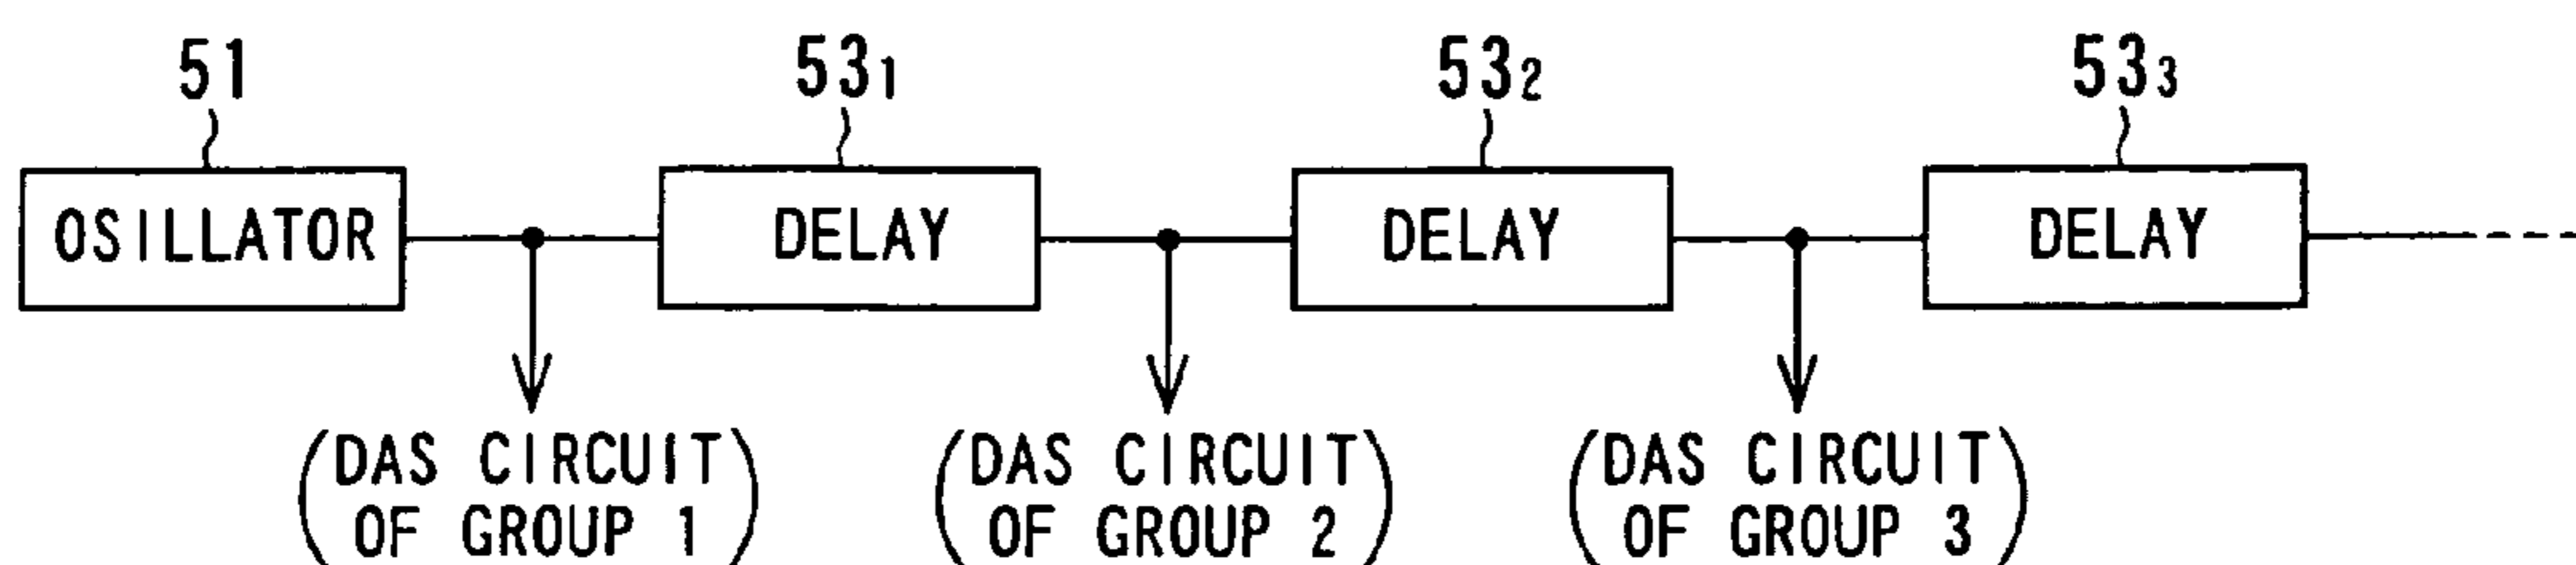 51 53₁ 53₂ 53₃
OSILLATOR DELAY DELAY DELAY
(DAS CIRCUIT OF GROUP 1)
(DAS CIRCUIT OF GROUP 2)
(DAS CIRCUIT OF GROUP 3)